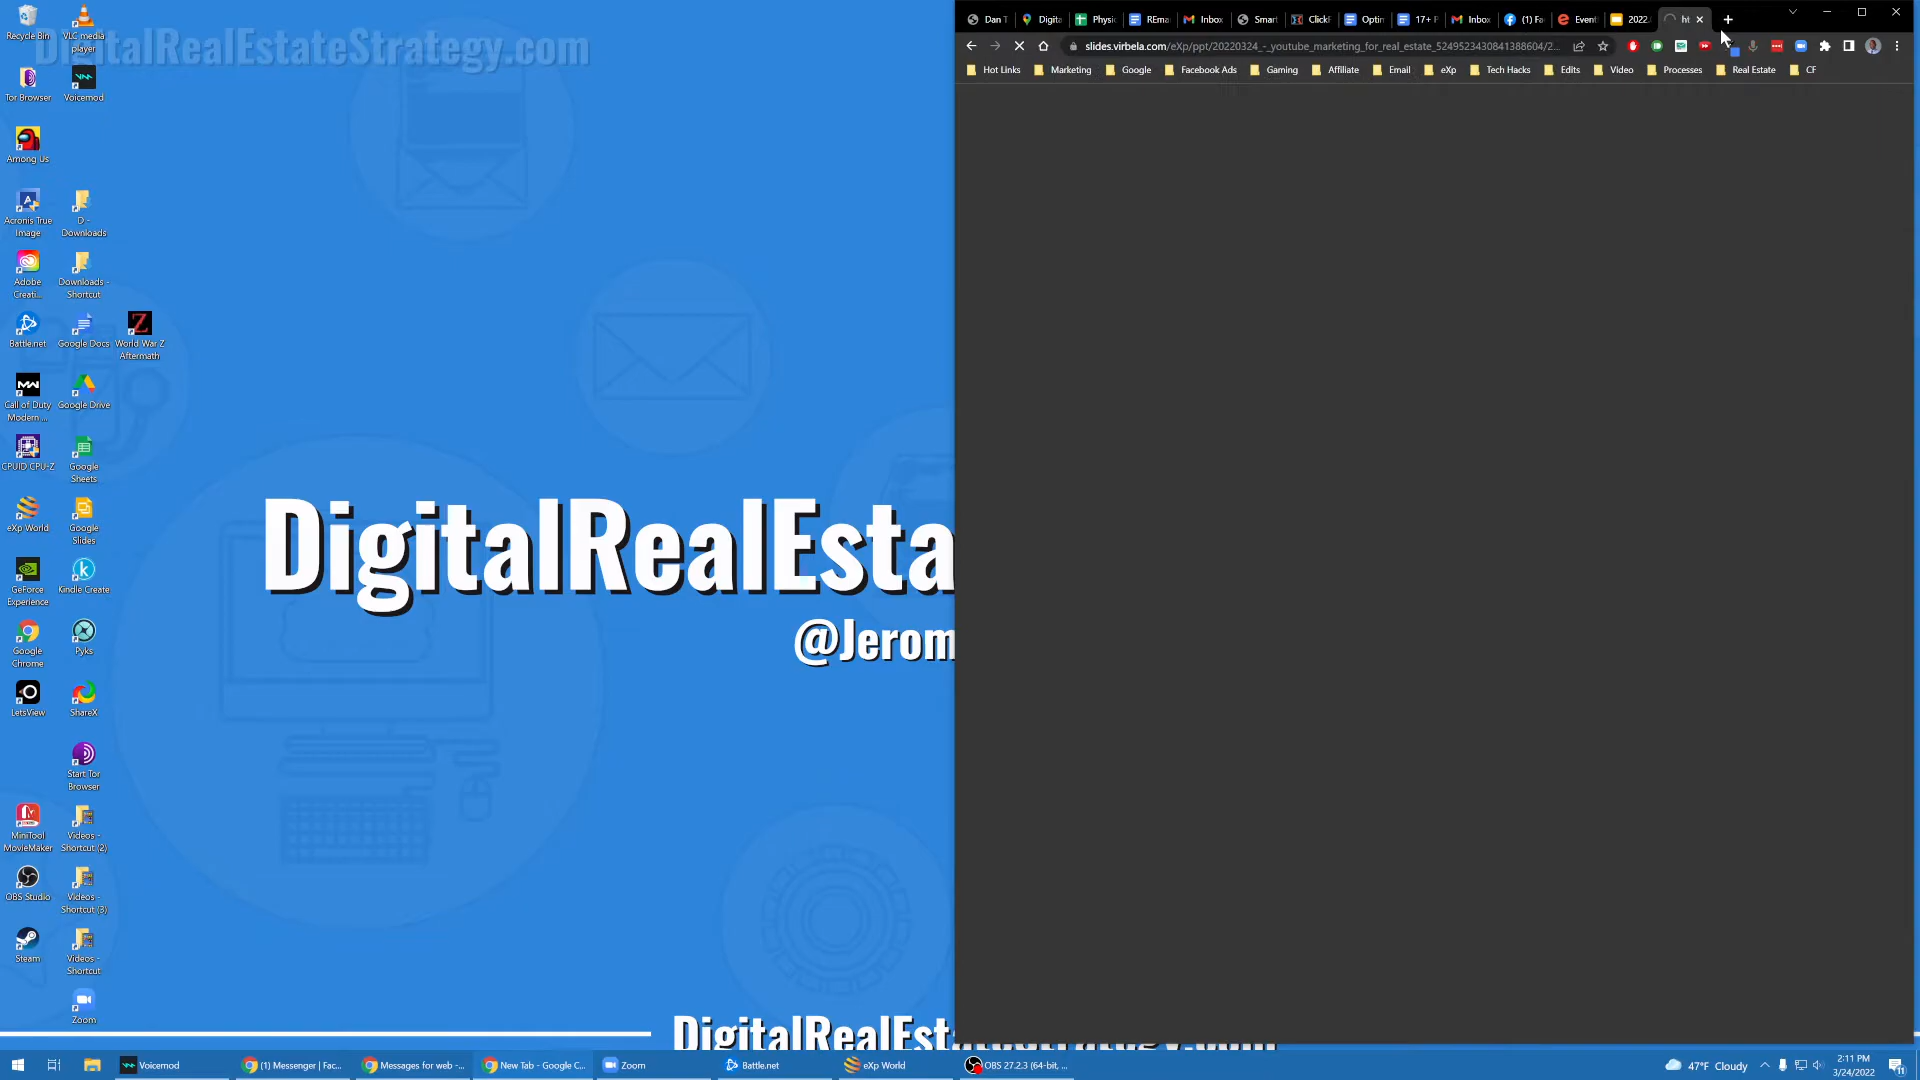 DigitalRealEstateStrategy.com
Recycle Bin
VLC media
player
Tor Browser
Voicemod
Among Us
Acronis True
Image
D -
Downloads
Adobe
Creati...
Downloads -
Shortcut
Battle.net
Google Docs
World War Z
Aftermath
Call of Duty
Modern ...
Google Drive
CPUID CPU-Z
Google
Sheets
eXp World
Google
Slides
GeForce
Experience
Kindle Create
Google
Chrome
Pyks
LetsView
ShareX
Start Tor
Browser
MiniTool
MovieMaker
Videos -
Shortcut (2)
OBS Studio
Videos -
Shortcut (3)
Steam
Videos -
Shortcut
Zoom
DigitalRealEsta
@Jerom
Dan T
Digita
Physic
REma
Inbox
Smar
ClickF
Optin
17+ F
Inbox
(1) Fa
Event
2022.
ht
slides.virbela.com/eXp/ppt/20220324_-_youtube_marketing_for_real_estate_5249523430841388604/2...
Hot Links
Marketing
Google
Facebook Ads
Gaming
Affiliate
Email
eXp
Tech Hacks
Edits
Video
Processes
Real Estate
CF
Voicemod
(1) Messenger | Fac...
Messages for web -...
New Tab - Google C...
Zoom
Battle.net
eXp World
OBS 27.2.3 (64-bit, ...
47°F Cloudy
2:11 PM
3/24/2022
11